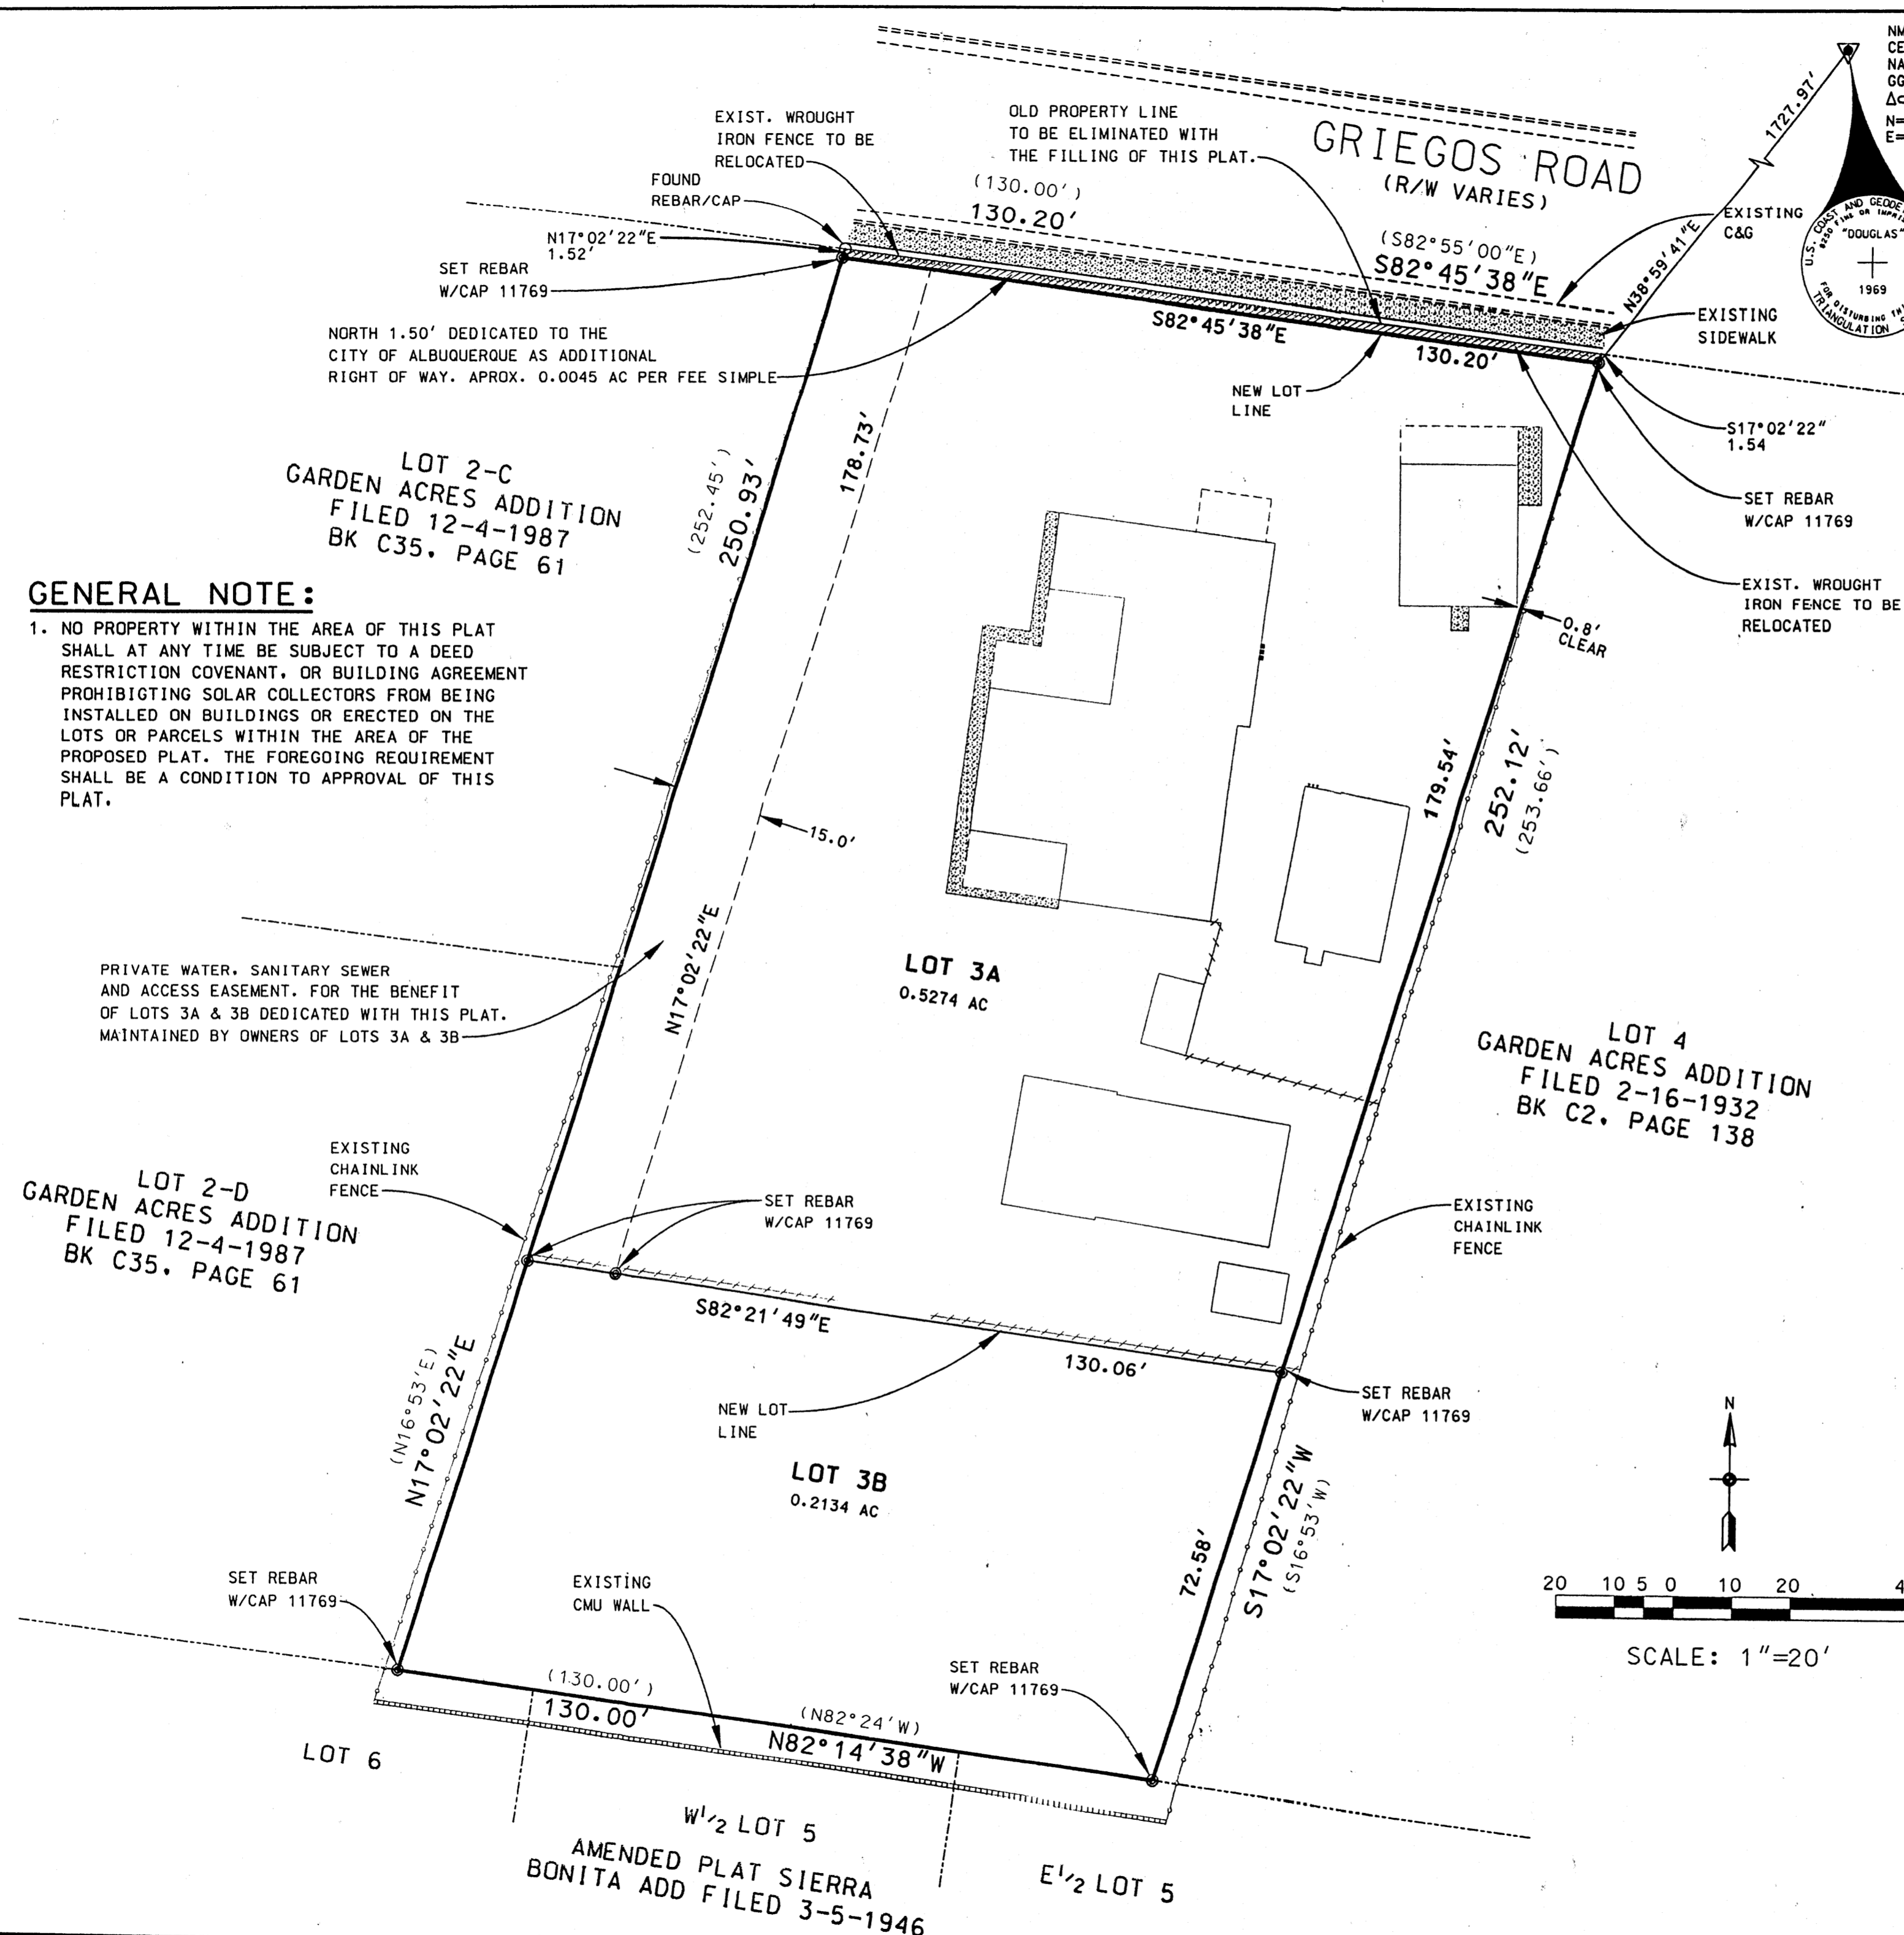 GRIEGOS ROAD
(R/W VARIES)
1727.97'
NM
CE
NA
GG
N=
E=
U.S. COAST AND GEODE
"DOUGLAS"
1969
TRIANGULATION
FOR DISTURBING TH
N38°59'41"E
EXIST. WROUGHT
IRON FENCE TO BE
RELOCATED
OLD PROPERTY LINE
TO BE ELIMINATED WITH
THE FILLING OF THIS PLAT.
FOUND
REBAR/CAP
(130.00')
130.20'
(S82°55'00"E)
S82°45'38"E
EXISTING
C&G
N17°02'22"E
1.52'
SET REBAR
W/CAP 11769
EXISTING
SIDEWALK
S82°45'38"E
130.20'
NORTH 1.50' DEDICATED TO THE
CITY OF ALBUQUERQUE AS ADDITIONAL
RIGHT OF WAY. APROX. 0.0045 AC PER FEE SIMPLE
NEW LOT
LINE
S17°02'22"
1.54
SET REBAR
W/CAP 11769
EXIST. WROUGHT
IRON FENCE TO BE
RELOCATED
0.8'
CLEAR
LOT 2-C
GARDEN ACRES ADDITION
FILED 12-4-1987
BK C35, PAGE 61
(252.45')
250.93'
178.73'
GENERAL NOTE:
1. NO PROPERTY WITHIN THE AREA OF THIS PLAT
SHALL AT ANY TIME BE SUBJECT TO A DEED
RESTRICTION COVENANT, OR BUILDING AGREEMENT
PROHIBIGTING SOLAR COLLECTORS FROM BEING
INSTALLED ON BUILDINGS OR ERECTED ON THE
LOTS OR PARCELS WITHIN THE AREA OF THE
PROPOSED PLAT. THE FOREGOING REQUIREMENT
SHALL BE A CONDITION TO APPROVAL OF THIS
PLAT.
15.0'
179.54'
252.12'
(253.66')
N17°02'22"E
LOT 3A
0.5274 AC
PRIVATE WATER, SANITARY SEWER
AND ACCESS EASEMENT. FOR THE BENEFIT
OF LOTS 3A & 3B DEDICATED WITH THIS PLAT.
MAINTAINED BY OWNERS OF LOTS 3A & 3B
LOT 4
GARDEN ACRES ADDITION
FILED 2-16-1932
BK C2, PAGE 138
EXISTING
CHAINLINK
FENCE
LOT 2-D
GARDEN ACRES ADDITION
FILED 12-4-1987
BK C35, PAGE 61
SET REBAR
W/CAP 11769
EXISTING
CHAINLINK
FENCE
S82°21'49"E
130.06'
NEW LOT
LINE
SET REBAR
W/CAP 11769
(N16°53'E)
N17°02'22"E
LOT 3B
0.2134 AC
72.58'
S17°02'22"W
(S16°53'W)
N
20 10 5 0 10 20 4
SCALE: 1"=20'
SET REBAR
W/CAP 11769
EXISTING
CMU WALL
SET REBAR
W/CAP 11769
(130.00')
130.00'
(N82°24'W)
N82°14'38"W
LOT 6
W1/2 LOT 5
AMENDED PLAT SIERRA
BONITA ADD FILED 3-5-1946
E1/2 LOT 5